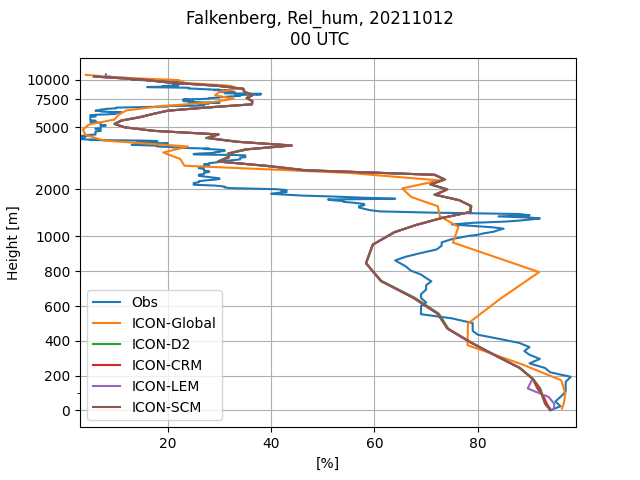 Falkenberg, Rel_hum, 20211012
00 UTC
10000
7500
5000
2000
1000
800
600
400
200
0
Height [m]
Obs
ICON-Global
ICON-D2
ICON-CRM
ICON-LEM
ICON-SCM
20
40
60
80
[%]